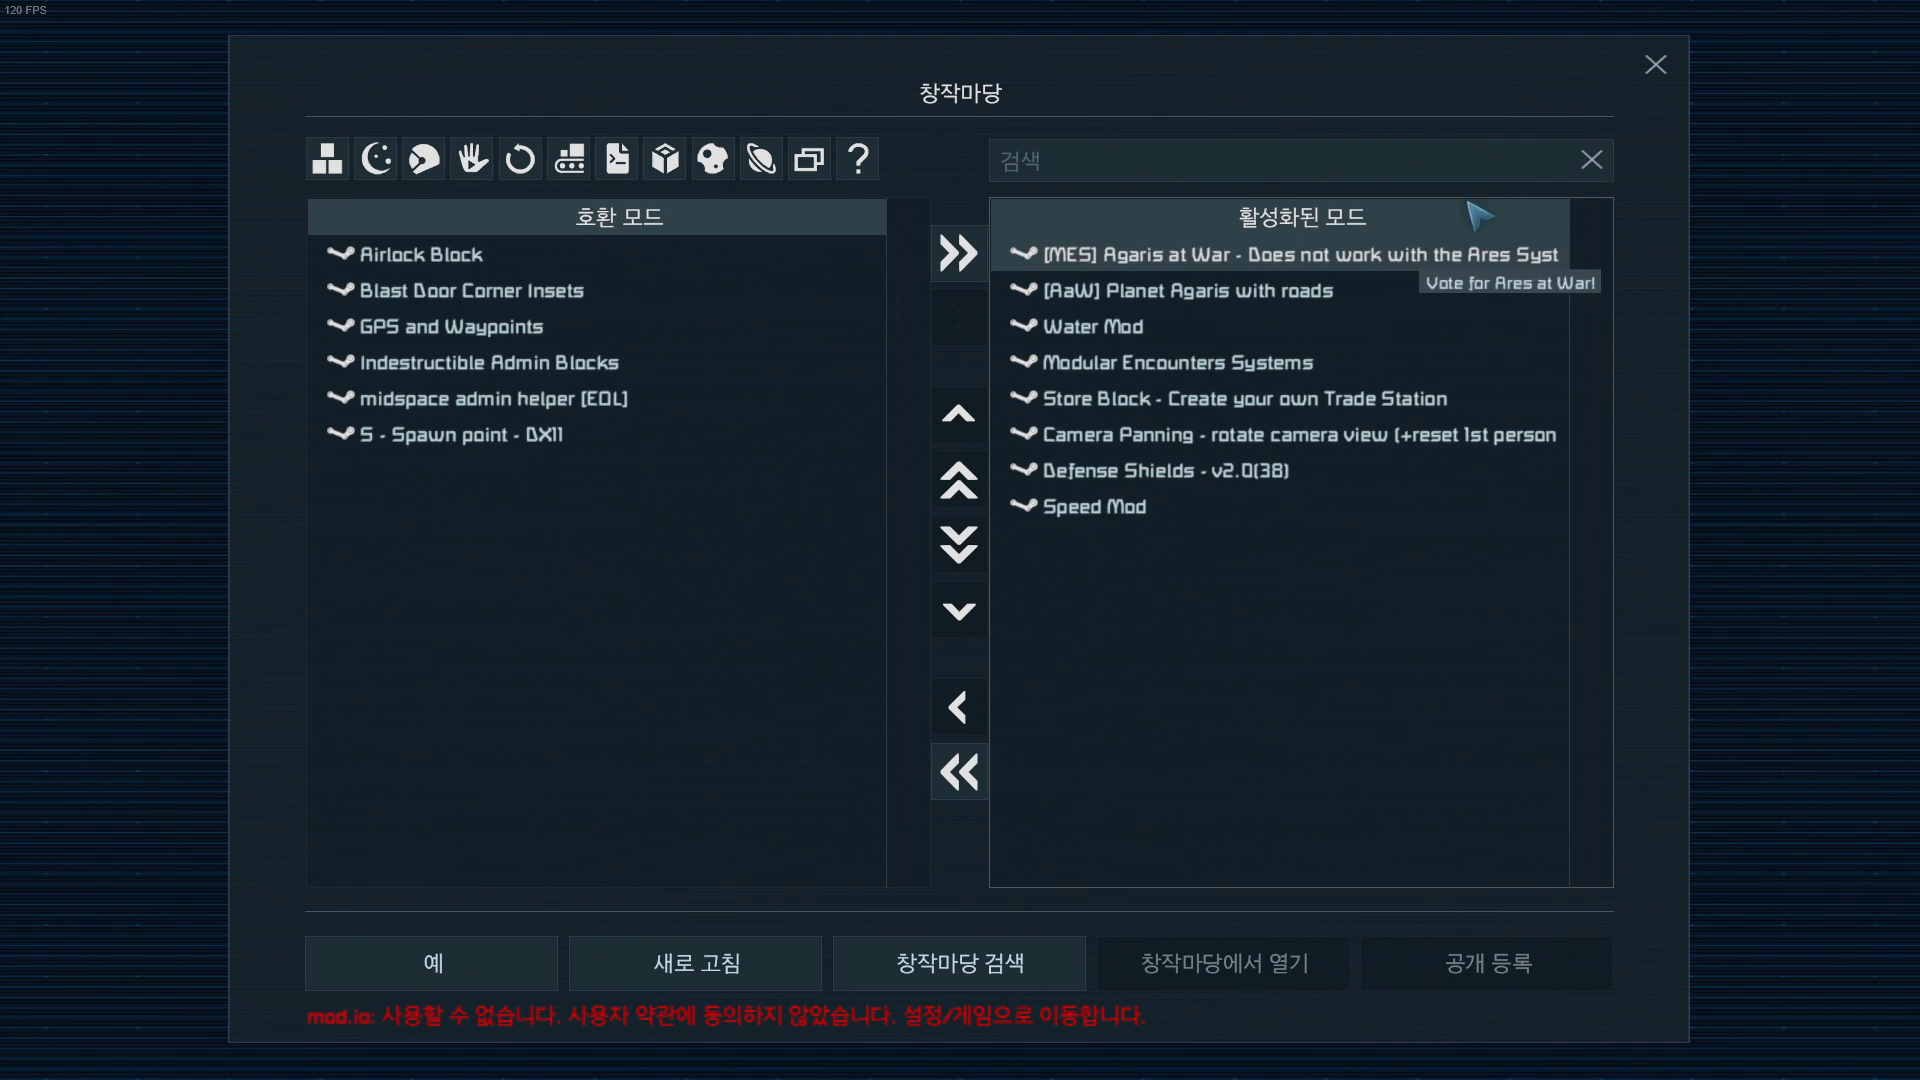 120 FPS
창작마당
검색
호환 모드
Airlock Block
Blast Door Corner Insets
GPS and Waypoints
Indestructible Admin Blocks
midspace admin helper [EOL]
S - Spawn point - DX11
활성화된 모드
[MES] Agaris at War - Does not work with the Ares Syst
Vote for Ares at War!
[AaW] Planet Agaris with roads
Water Mod
Modular Encounters Systems
Store Block - Create your own Trade Station
Camera Panning - rotate camera view (+reset 1st person
Defense Shields - v2.0(38)
Speed Mod
예
새로 고침
창작마당 검색
창작마당에서 열기
공개 등록
mod.io: 사용할 수 없습니다. 사용자 약관에 동의하지 않았습니다. 설정/게임으로 이동합니다.